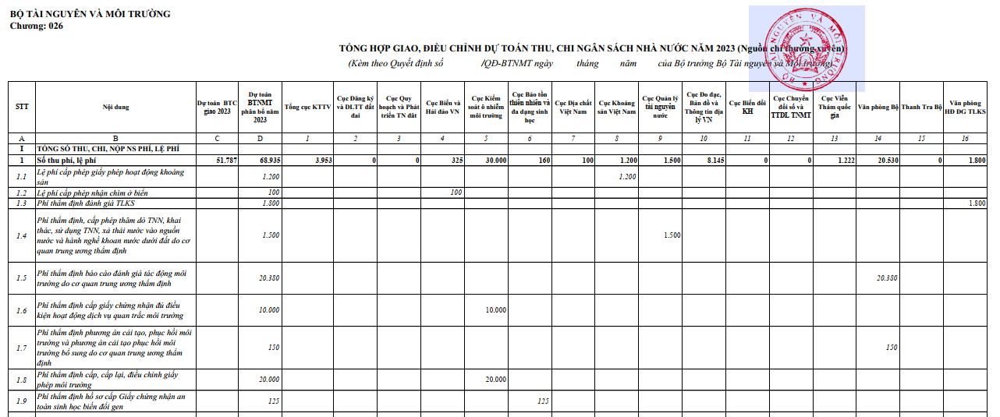 BỘ TÀI NGUYÊN VÀ MÔI TRƯỜNG
Chương: 026
TỔNG HỢP GIAO, ĐIỀU CHỈNH DỰ TOÁN THU, CHI NGÂN SÁCH NHÀ NƯỚC NĂM 2023 (Nguồn chi thường xuyên)
(Kèm theo Quyết định số /QĐ-BTNMT ngày tháng năm của Bộ trưởng Bộ Tài nguyên và Môi trường)
BỘ TÀI NGUYÊN VÀ MÔI TRƯỜNG
STT Nội dung Dự toán BTC giao 2023 Dự toán BTNMT phân bổ năm 2023 Tổng cục KTTV Cục Đăng ký và DLTT đất đai Cục Quy hoạch và Phát triển TN đất Cục Biển và Hải đảo VN Cục Kiểm soát ô nhiễm môi trường Cục Bảo tồn thiên nhiên và đa dạng sinh học Cục Địa chất Việt Nam Cục Khoáng sản Việt Nam Cục Quản lý tài nguyên nước Cục Đo đạc, Bản đồ và Thông tin địa lý VN Cục Biến đổi KH Cục Chuyển đổi số và TTDL TNMT Cục Viễn Thám quốc gia Văn phòng Bộ Thanh Tra Bộ Văn phòng HĐ ĐG TLKS
A B C D 1 2 3 4 5 6 7 8 9 10 11 12 13 14 15 16
I TỔNG SỐ THU, CHI, NỘP NS PHÍ, LỆ PHÍ
1 Số thu phí, lệ phí 51.787 68.935 3.953 0 0 325 30.000 160 100 1.200 1.500 8.145 0 0 1.222 20.530 0 1.800
1.1 Lệ phí cấp phép giấy phép hoạt động khoáng
sản 1.200 1.200
1.2 Lệ phí cấp phép nhận chìm ở biển 100 100
1.3 Phí thẩm định đánh giá TLKS 1.800 1.800
1.4 Phí thẩm định, cấp phép thăm dò TNN, khai
thác, sử dụng TNN, xả thải nước vào nguồn
nước và hành nghề khoan nước dưới đất do cơ
quan trung ương thẩm định 1.500 1.500
1.5 Phí thẩm định báo cáo đánh giá tác động môi
trường do cơ quan trung ương thẩm định 20.380 20.380
1.6 Phí thẩm định cấp giấy chứng nhận đủ điều
kiện hoạt động dịch vụ quan trắc môi trường 10.000 10.000
1.7 Phí thẩm định phương án cải tạo, phục hồi môi
trường và phương án cải tạo phục hồi môi
trường bổ sung do cơ quan trung ương thẩm
định 150 150
1.8 Phí thẩm định cấp, cấp lại, điều chỉnh giấy
phép môi trường 20.000 20.000
1.9 Phí thẩm định hồ sơ cấp Giấy chứng nhận an
toàn sinh học biến đổi gen 125 125